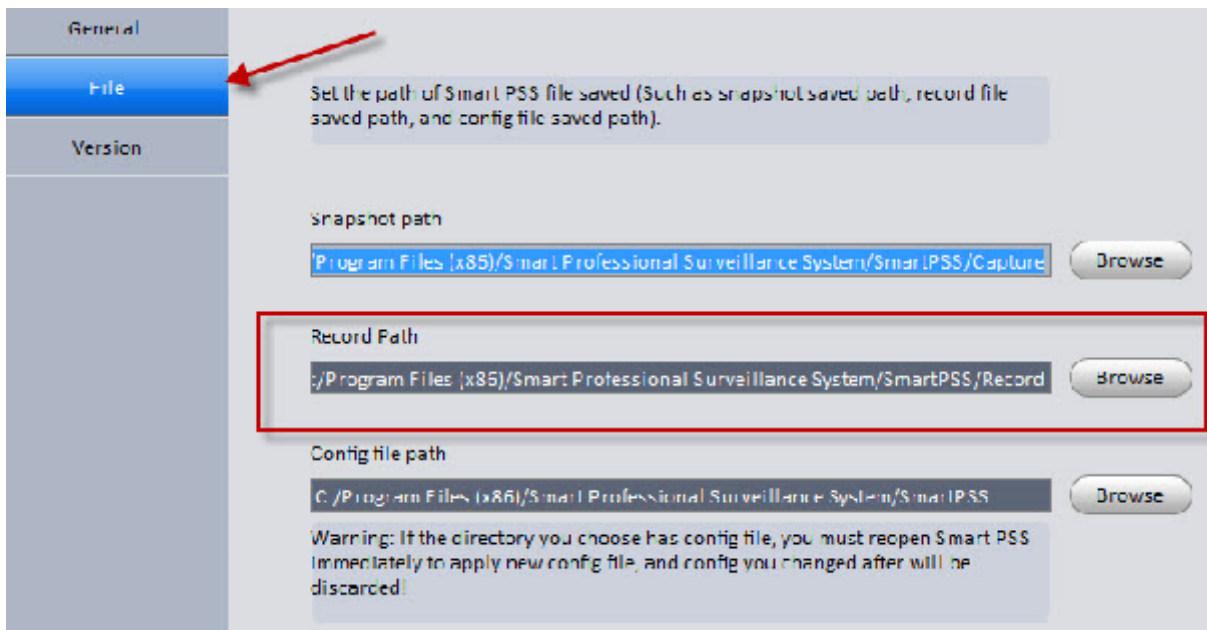 General
File
Version
Set the path of Smart PSS file saved (Such as snapshot saved path, record file
saved path, and config file saved path).
Snapshot path
/Program Files (x86)/Smart Professional Surveillance System/SmartPSS/Capture
Browse
Record Path
:/Program Files (x86)/Smart Professional Surveillance System/SmartPSS/Record
Browse
Config file path
C:/Program Files (x86)/Smart Professional Surveillance System/SmartPSS
Browse
Warning: If the directory you choose has config file, you must reopen Smart PSS
immediately to apply new config file, and config you changed after will be
discarded!